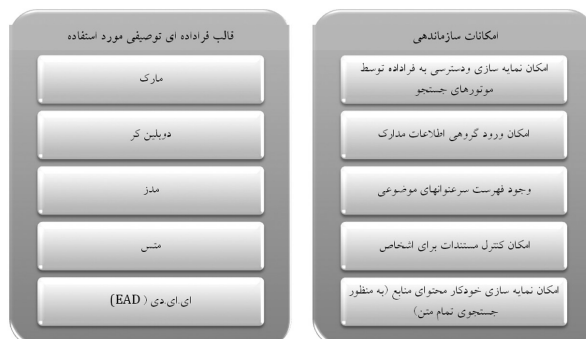 امکانات سازماندهی
امکان نمایه سازی ودسترسی به فراداده توسط
موتورهای جستجو
امکان ورود گروهی اطلاعات مدارک
وجود فهرست سرعنوانهای موضوعی
امکان کنترل مستندات برای اشخاص
امکان نمایه سازی خودکار محتوای منابع (به منظور
جستجوی تمام متن)
قالب فراداده ای توصیفی مورد استفاده
مارک
دوبلین کر
مدز
متس
ای.ای.دی ( EAD)